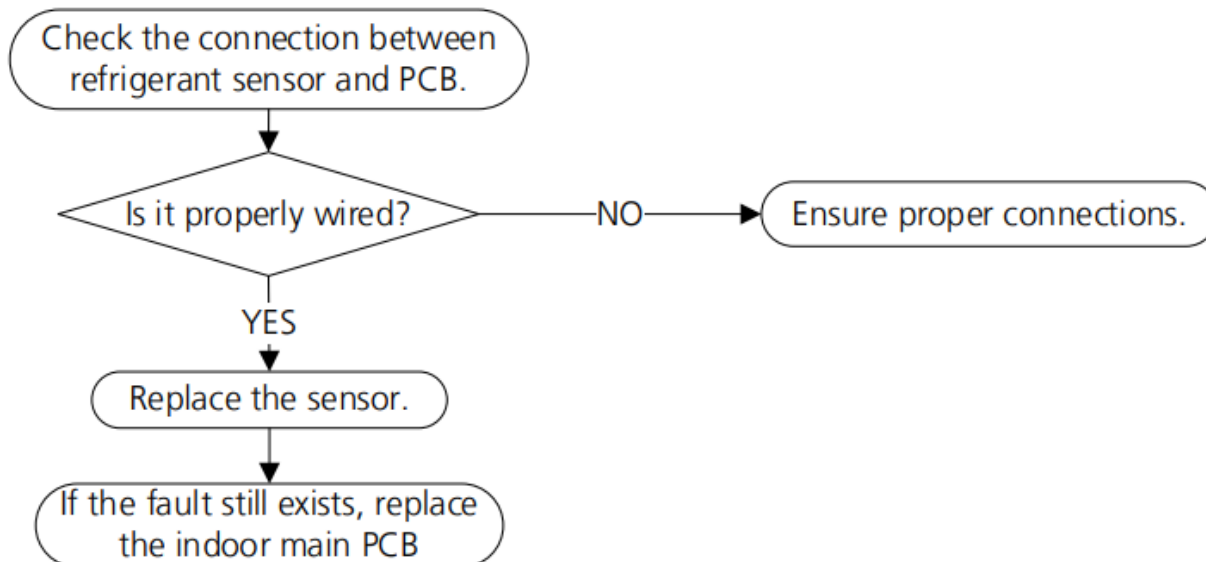 Check the connection between
refrigerant sensor and PCB.
Is it properly wired?
NO
Ensure proper connections.
YES
Replace the sensor.
If the fault still exists, replace
the indoor main PCB